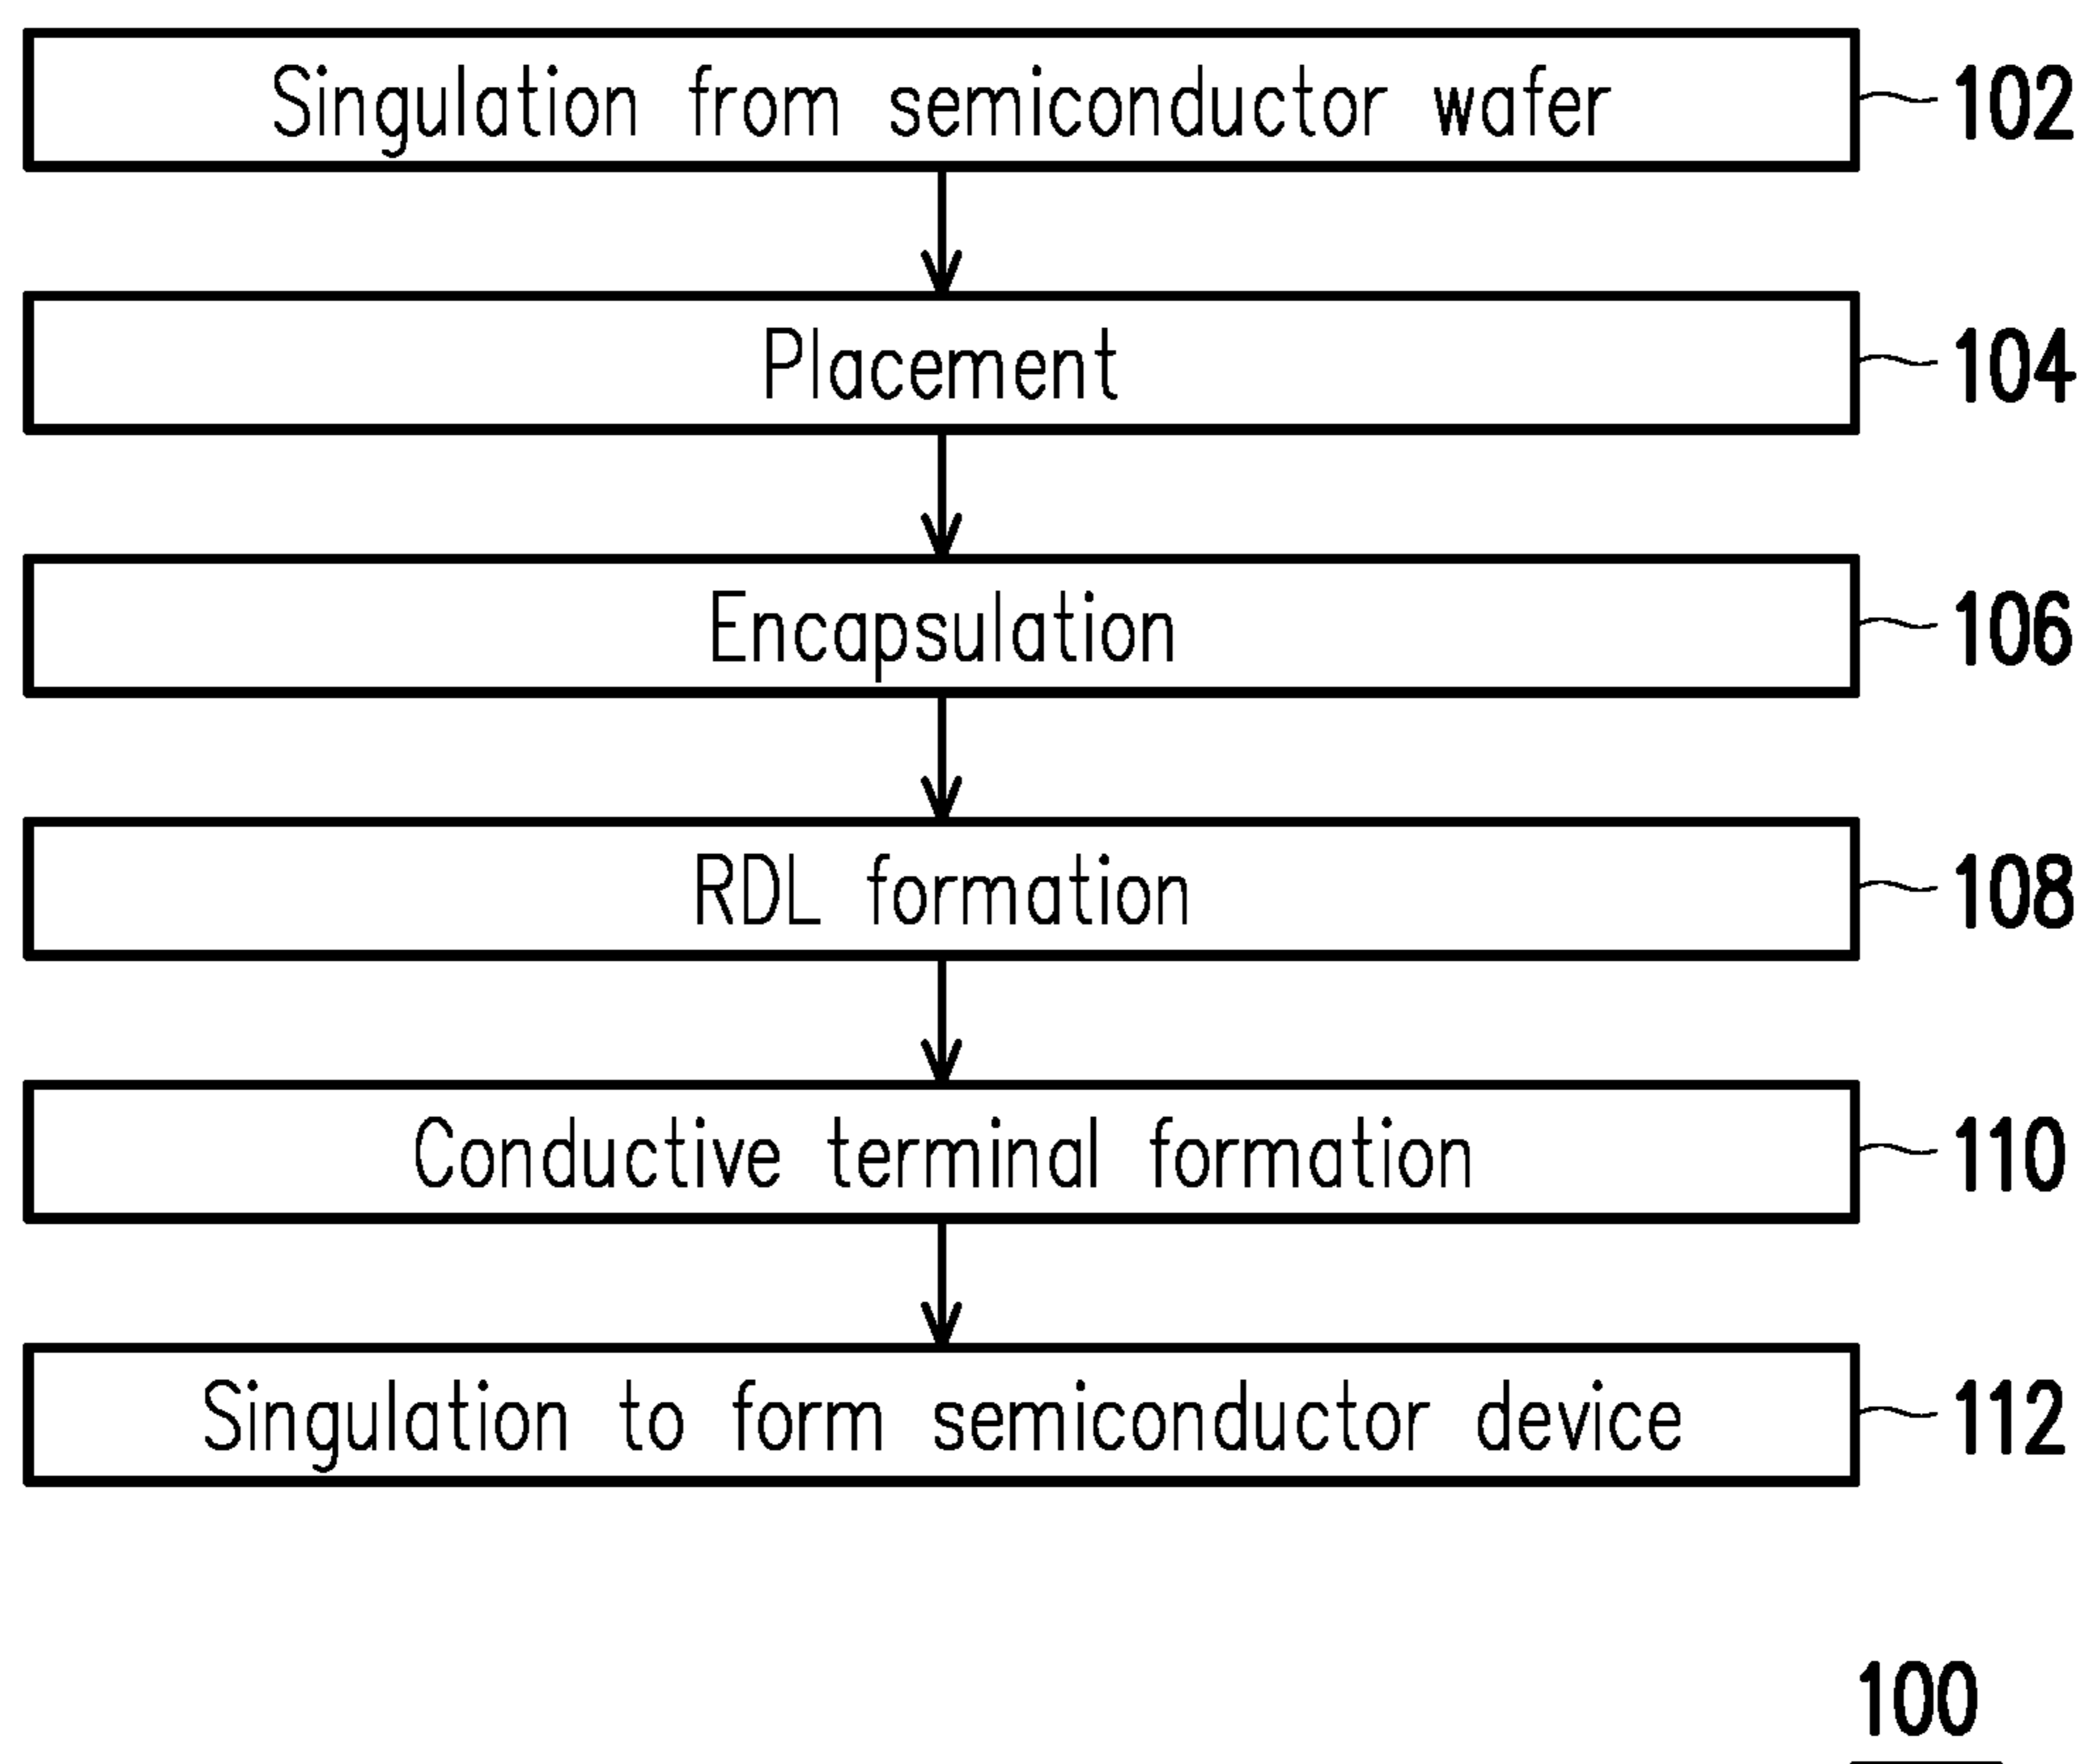 Singulation from semiconductor wafer 102
Placement 104
Encapsulation 106
RDL formation 108
Conductive terminal formation 110
Singulation to form semiconductor device 112
100